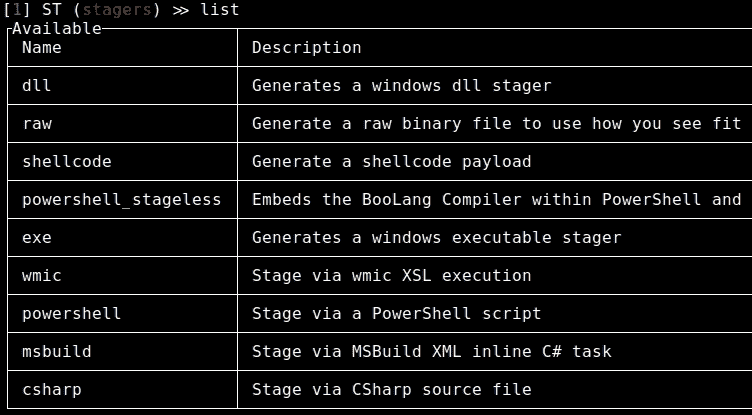 [1] ST (stagers) ≫ list
Available
Name Description
dll Generates a windows dll stager
raw Generate a raw binary file to use how you see fit
shellcode Generate a shellcode payload
powershell_stageless Embeds the BooLang Compiler within PowerShell and
exe Generates a windows executable stager
wmic Stage via wmic XSL execution
powershell Stage via a PowerShell script
msbuild Stage via MSBuild XML inline C# task
csharp Stage via CSharp source file